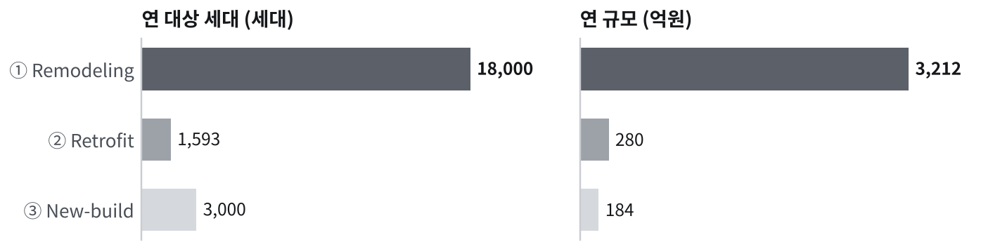 연 대상 세대 (세대)
① Remodeling 18,000
② Retrofit 1,593
③ New-build 3,000
연 규모 (억원)
3,212
280
184